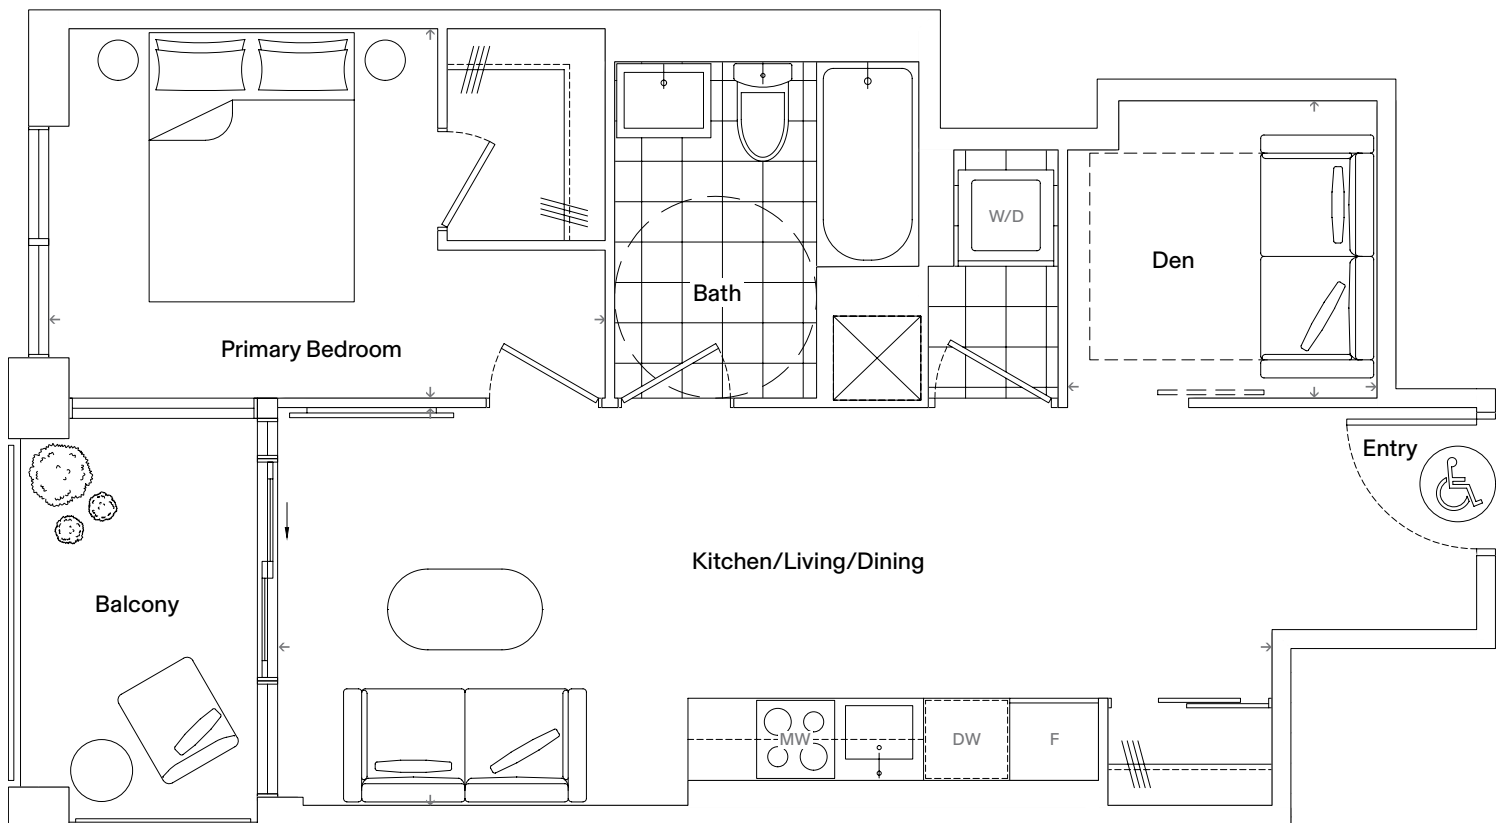 W/D
Den
Bath
Primary Bedroom
Entry
Kitchen/Living/Dining
Balcony
MW
DW
F